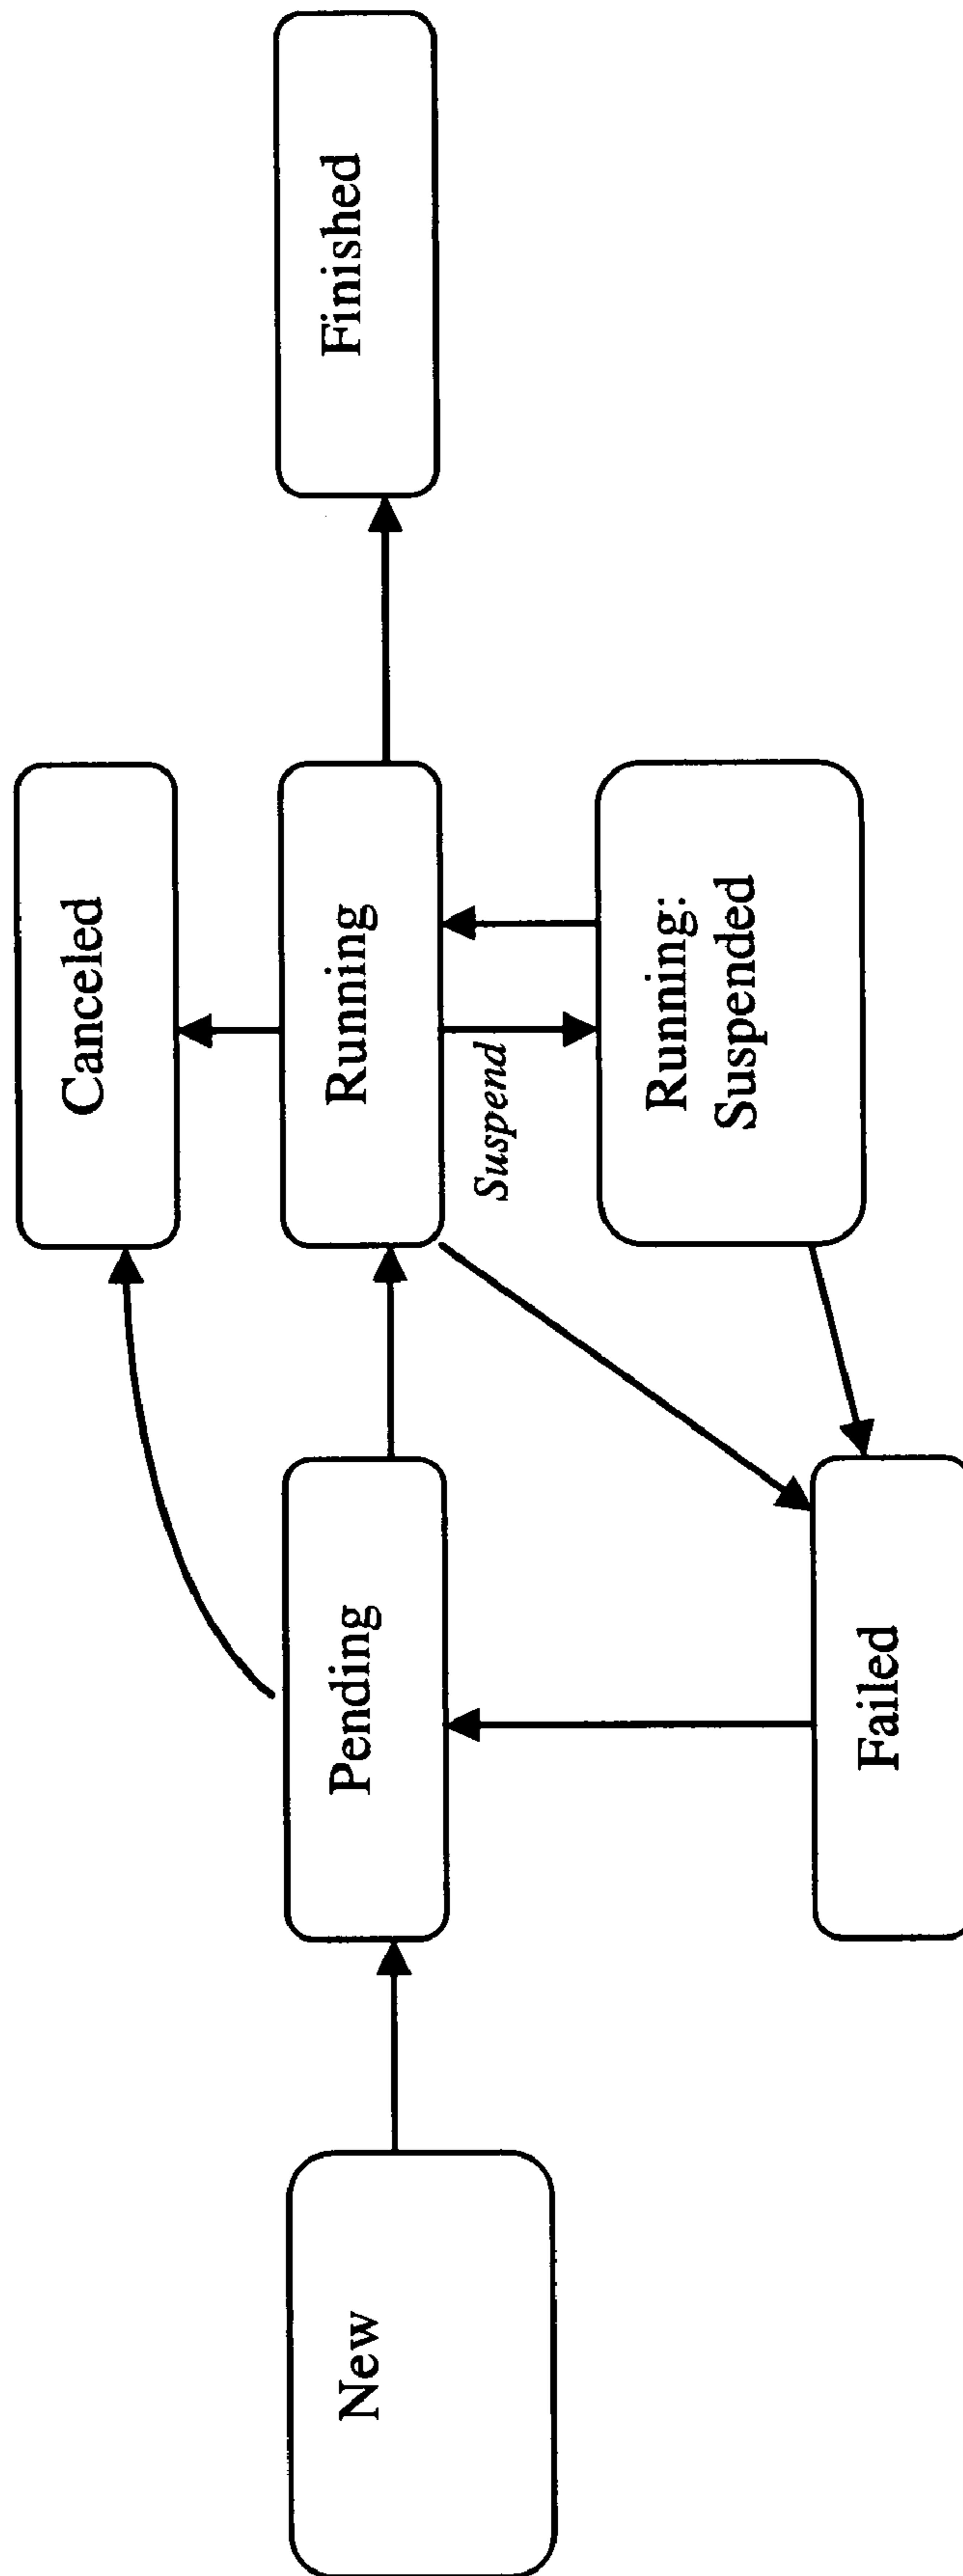 Canceled
New
Pending
Running
Finished
Suspend
Running:
Suspended
Failed